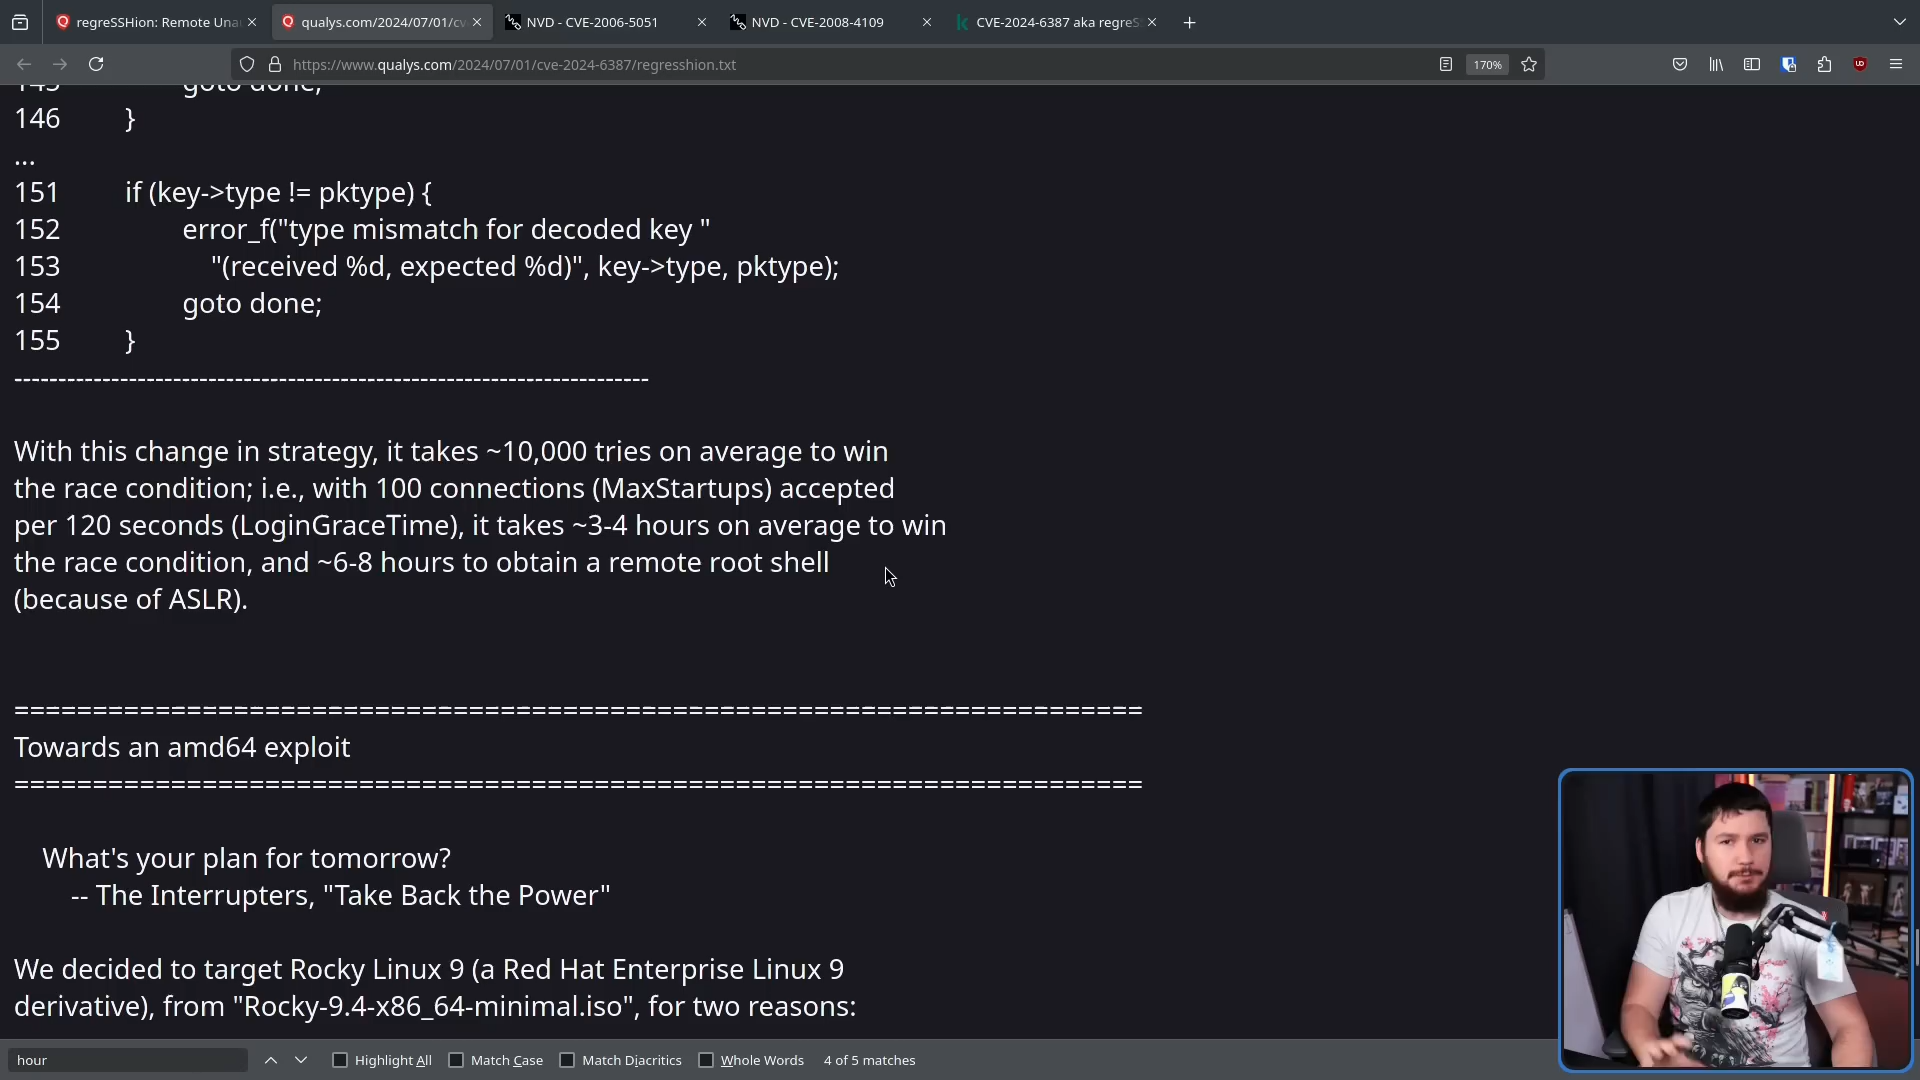 regreSSHion: Remote Una
qualys.com/2024/07/01/cv
NVD - CVE-2006-5051
NVD - CVE-2008-4109
CVE-2024-6387 aka regreS
https://www.qualys.com/2024/07/01/cve-2024-6387/regresshion.txt
170%
145 goto done;
146 }
...
151 if (key->type != pktype) {
152 error_f("type mismatch for decoded key "
153 "(received %d, expected %d)", key->type, pktype);
154 goto done;
155 }
------------------------------------------------------------------------
With this change in strategy, it takes ~10,000 tries on average to win
the race condition; i.e., with 100 connections (MaxStartups) accepted
per 120 seconds (LoginGraceTime), it takes ~3-4 hours on average to win
the race condition, and ~6-8 hours to obtain a remote root shell
(because of ASLR).
========================================================================
Towards an amd64 exploit
========================================================================
What's your plan for tomorrow?
-- The Interrupters, "Take Back the Power"
We decided to target Rocky Linux 9 (a Red Hat Enterprise Linux 9
derivative), from "Rocky-9.4-x86_64-minimal.iso", for two reasons:
hour
Highlight All
Match Case
Match Diacritics
Whole Words
4 of 5 matches